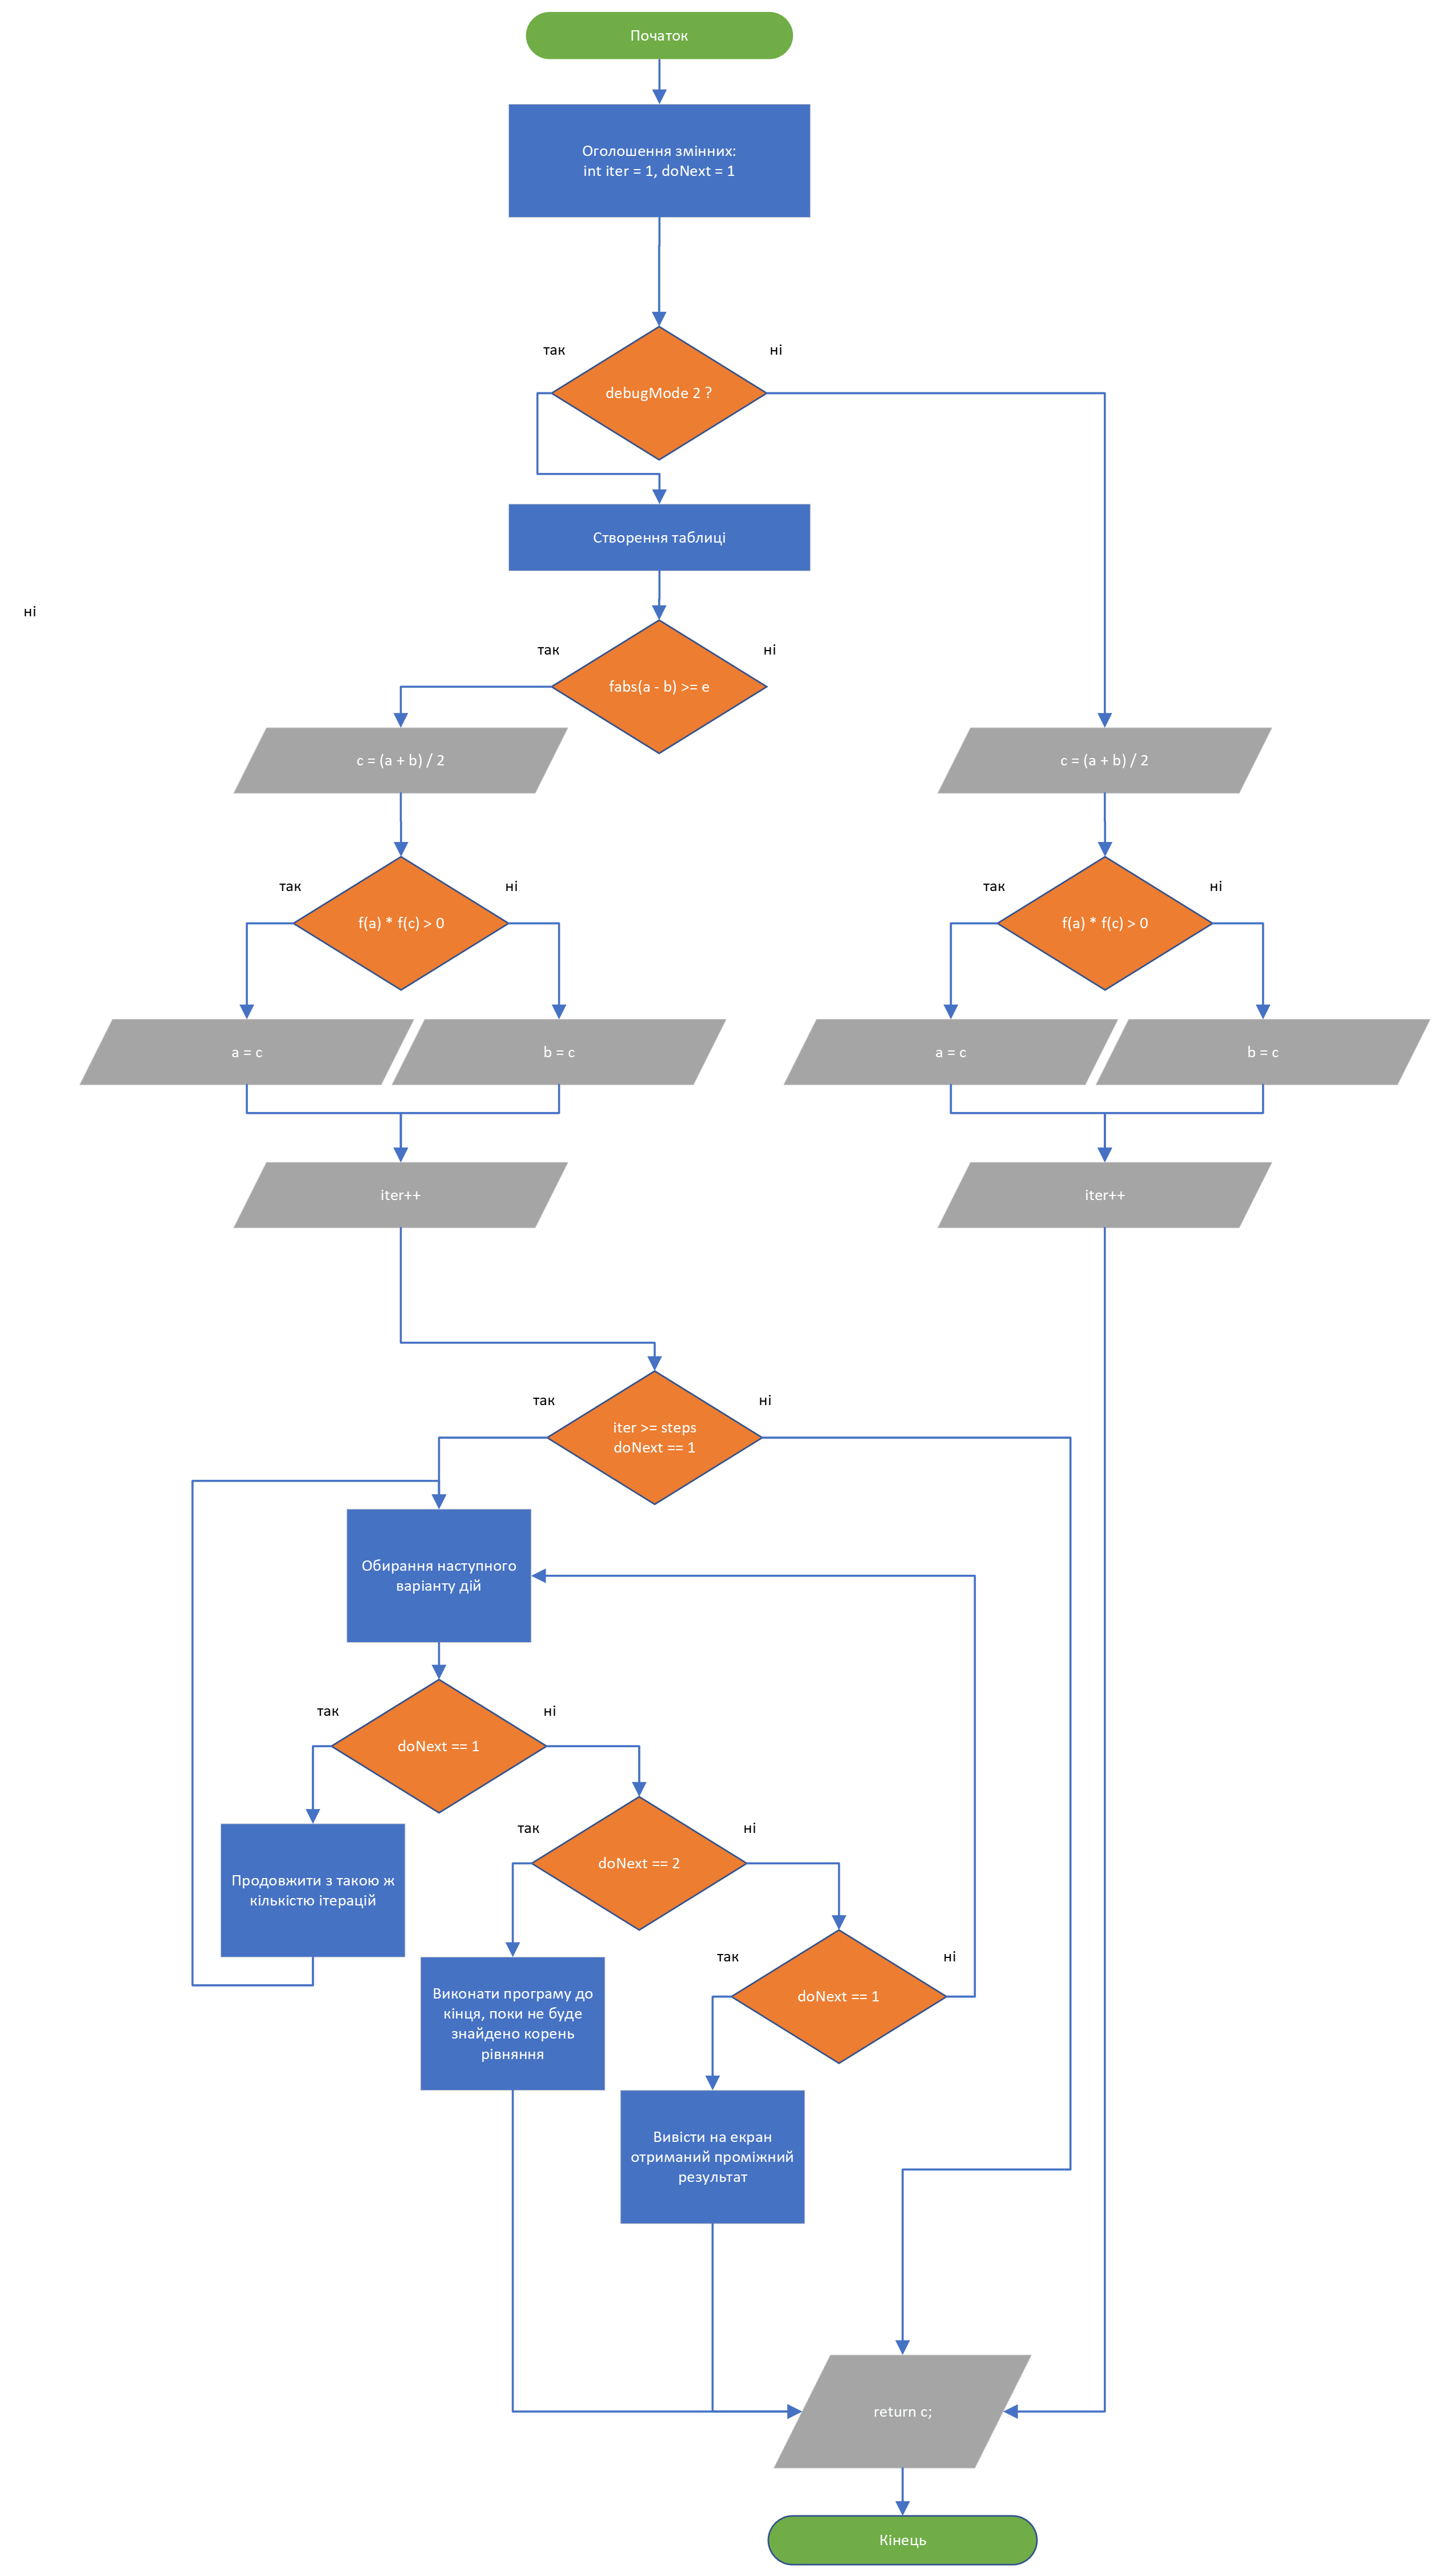 Початок
Оголошення змінних:
int iter = 1, doNext = 1
так
ні
debugMode 2 ?
Створення таблиці
ні
так
ні
fabs(a - b) >= e
c = (a + b) / 2
c = (a + b) / 2
так
ні
f(a) * f(c) > 0
так
ні
f(a) * f(c) > 0
a = c
b = c
a = c
b = c
iter++
iter++
так
ні
iter >= steps
doNext == 1
Обирання наступного
варіанту дій
так
ні
doNext == 1
так
ні
doNext == 2
Продовжити з такою ж
кількістю ітерацій
так
ні
doNext == 1
Виконати програму до
кінця, поки не буде
знайдено корень
рівняння
Вивісти на екран
отриманий проміжний
результат
return c;
Кінець